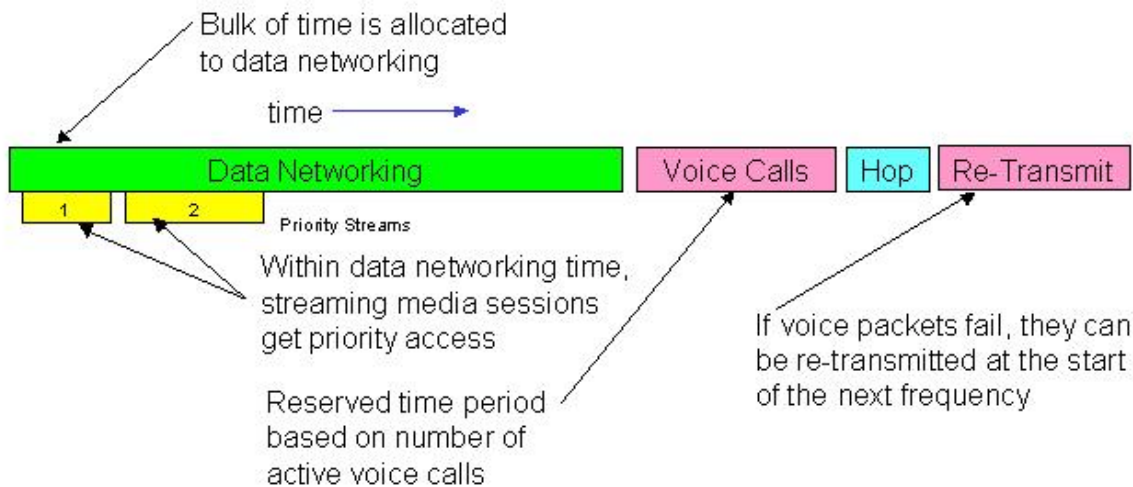 Bulk of time is allocated
to data networking
time
Data Networking
Voice Calls
Hop
Re-Transmit
1
2
Priority Streams
Within data networking time,
streaming media sessions
get priority access
If voice packets fail, they can
be re-transmitted at the start
of the next frequency
Reserved time period
based on number of
active voice calls